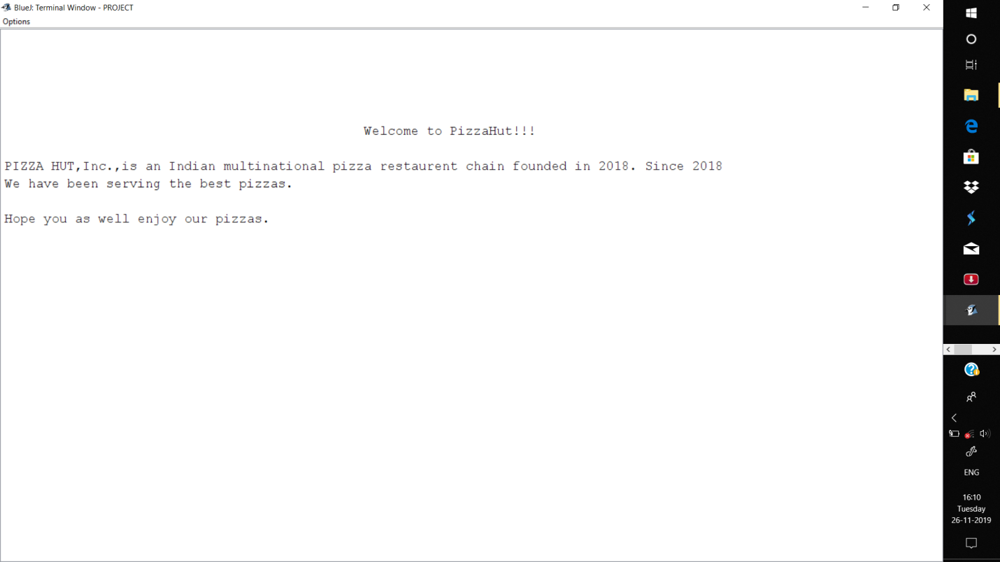 BlueJ: Terminal Window - PROJECT
Options
Welcome to PizzaHut!!!
PIZZA HUT,Inc.,is an Indian multinational pizza restaurent chain founded in 2018. Since 2018
We have been serving the best pizzas.
Hope you as well enjoy our pizzas.
ENG
16:10
Tuesday
26-11-2019